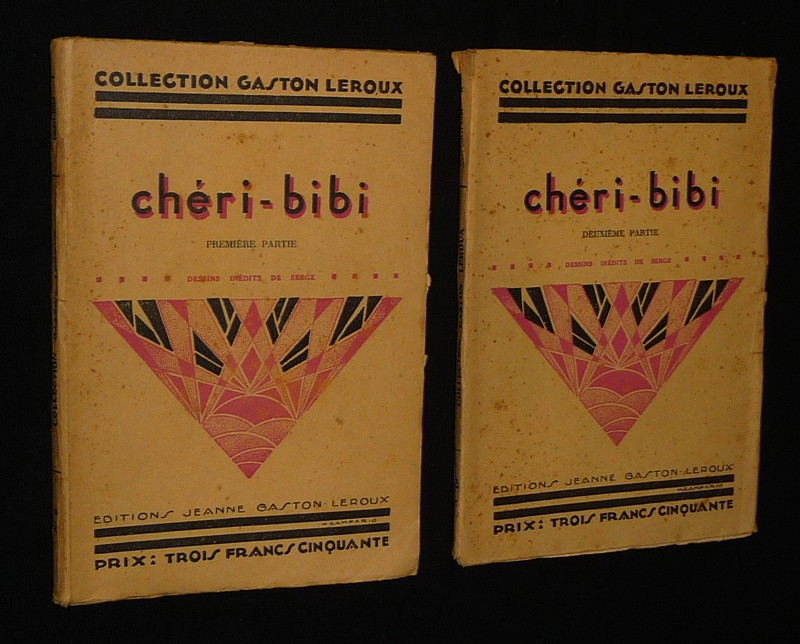 COLLECTION GASTON LEROUX
chéri-bibi
PREMIÈRE PARTIE
DESSINS INÉDITS DE SERGE
EDITIONS JEANNE GASTON-LEROUX
PRIX: TROIS FRANCS CINQUANTE
COLLECTION GASTON LEROUX
chéri-bibi
DEUXIÈME PARTIE
DESSINS INÉDITS DE SERGE
EDITIONS JEANNE GASTON-LEROUX
PRIX: TROIS FRANCS CINQUANTE